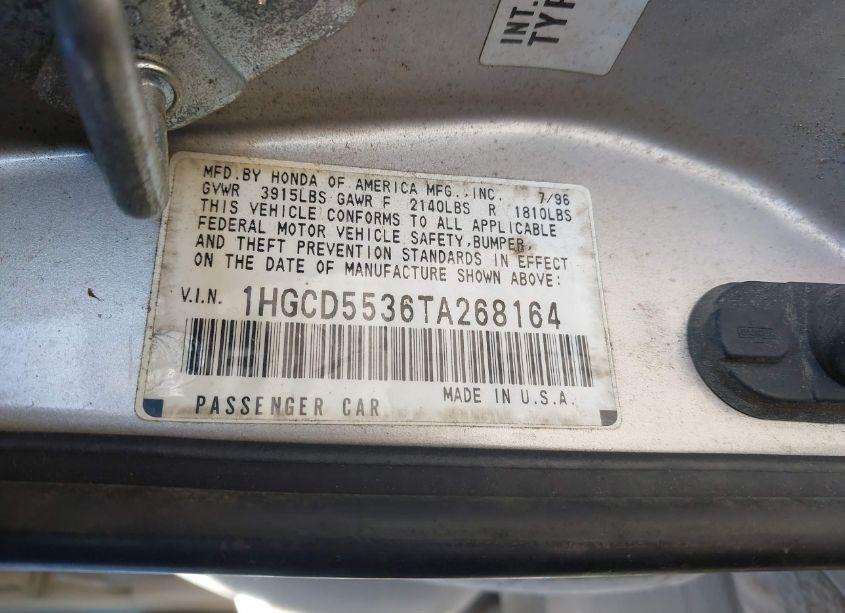 INT.
TYP
MFD.BY HONDA OF AMERICA MFG.,INC. 7/96
GVWR 3915LBS GAWR F 2140LBS R 1810LBS
THIS VEHICLE CONFORMS TO ALL APPLICABLE
FEDERAL MOTOR VEHICLE SAFETY,BUMPER,
AND THEFT PREVENTION STANDARDS IN EFFECT
ON THE DATE OF MANUFACTURE SHOWN ABOVE:
V.I.N. 1HGCD5536TA268164
PASSENGER CAR MADE IN U.S.A.